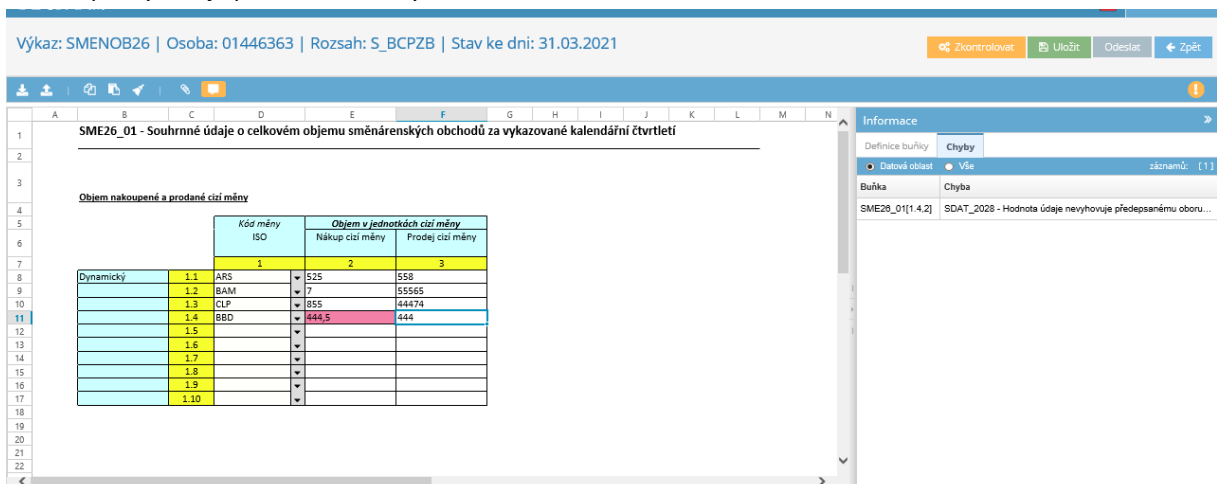 Výkaz: SMENOB26 | Osoba: 01446363 | Rozsah: S_BCPZB | Stav ke dni: 31.03.2021
Zkontrolovat Uložit Odeslat Zpět
A B C D E F G H I J K L M N
1 SME26_01 - Souhrnné údaje o celkovém objemu směnárenských obchodů za vykazované kalendářní čtvrtletí
2
3 Objem nakoupené a prodané cizí měny
4
5 Kód měny Objem v jednotkách cizí měny
6 ISO Nákup cizí měny Prodej cizí měny
7 1 2 3
8 Dynamický 1.1 ARS 525 558
9 1.2 BAM 7 55565
10 1.3 CLP 855 44474
11 1.4 BBD 444,5 444
12 1.5
13 1.6
14 1.7
15 1.8
16 1.9
17 1.10
18
19
20
21
22
Informace
Definice buňky Chyby
Datová oblast Vše záznamů: [1]
Buňka Chyba
SME26_01[1.4,2] SDAT_2028 - Hodnota údaje nevyhovuje předepsanému oboru...